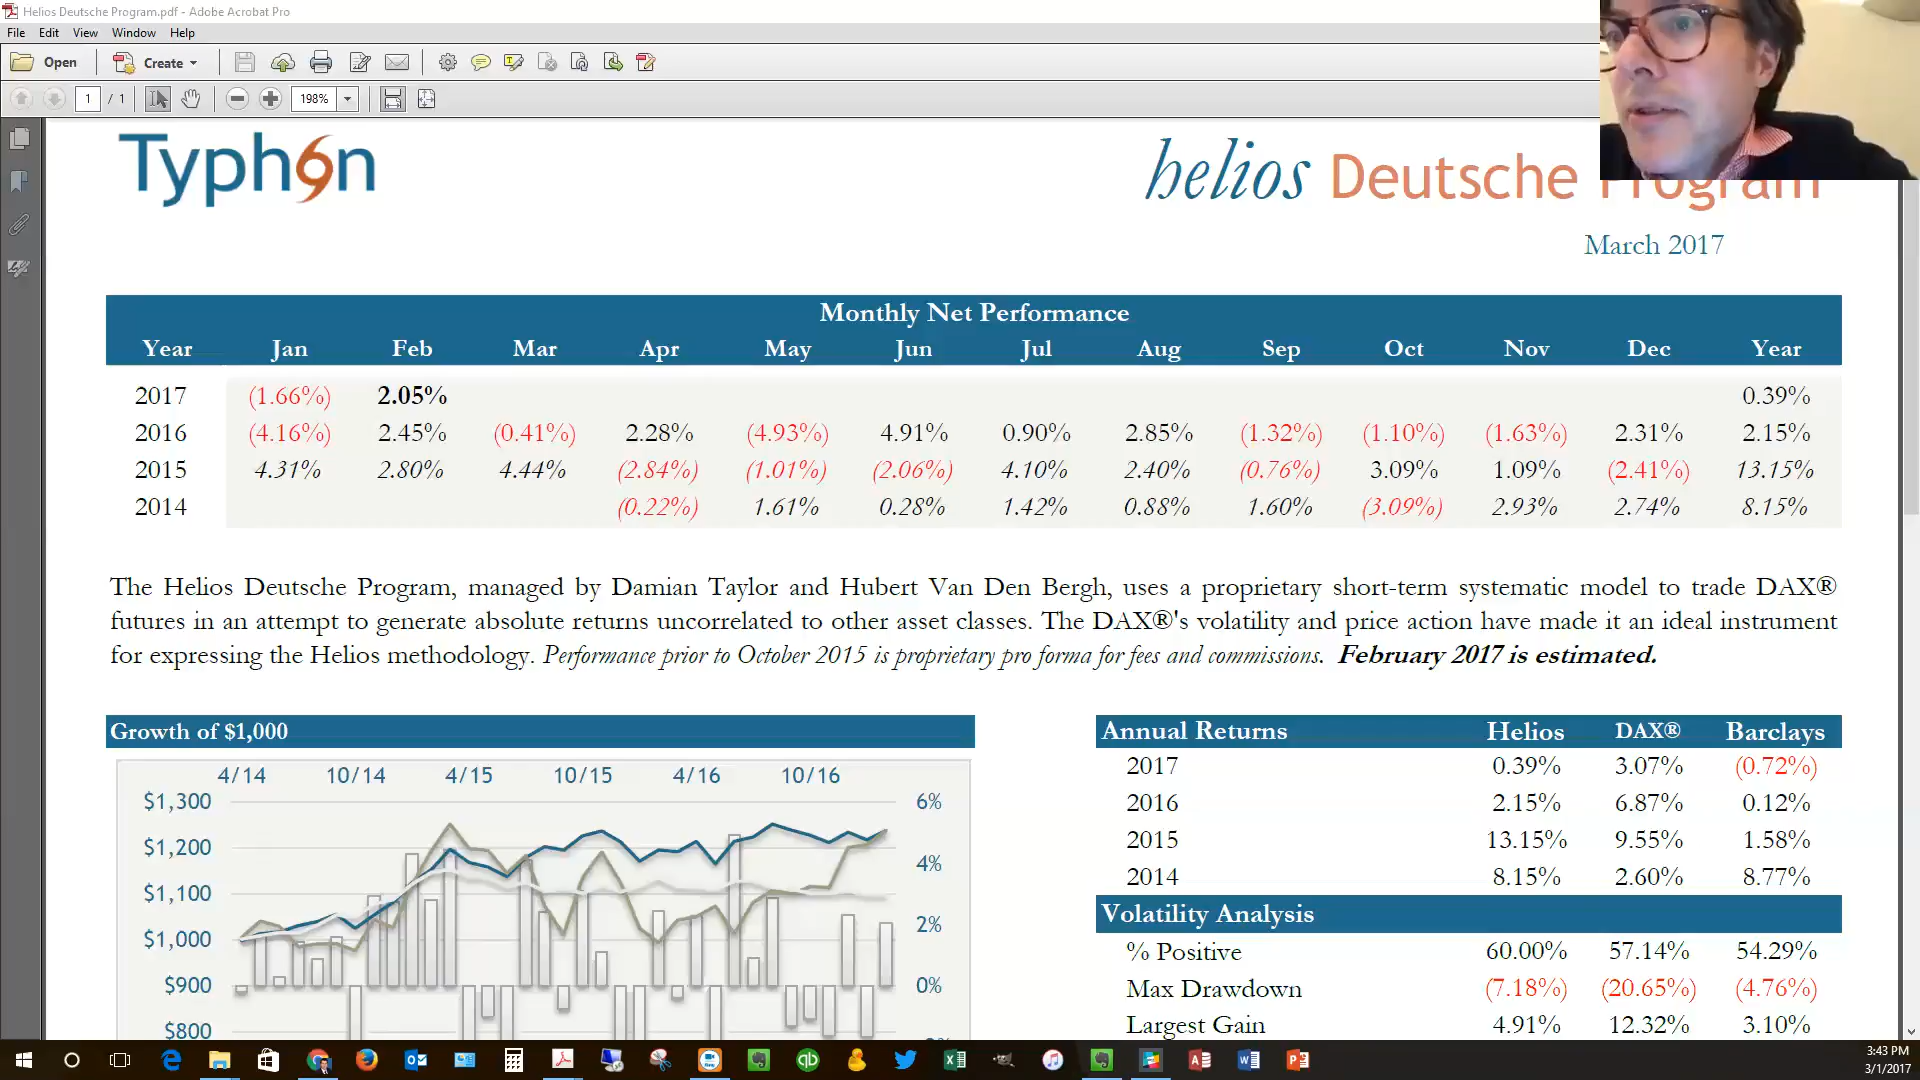 Helios Deutsche Program.pdf - Adobe Acrobat Pro
File Edit View Window Help
Open Create
1 / 1 198%
Typhon
helios Deutsche Program
March 2017
Monthly Net Performance
Year Jan Feb Mar Apr May Jun Jul Aug Sep Oct Nov Dec Year
2017 (1.66%) 2.05% 0.39%
2016 (4.16%) 2.45% (0.41%) 2.28% (4.93%) 4.91% 0.90% 2.85% (1.32%) (1.10%) (1.63%) 2.31% 2.15%
2015 4.31% 2.80% 4.44% (2.84%) (1.01%) (2.06%) 4.10% 2.40% (0.76%) 3.09% 1.09% (2.41%) 13.15%
2014 (0.22%) 1.61% 0.28% 1.42% 0.88% 1.60% (3.09%) 2.93% 2.74% 8.15%
The Helios Deutsche Program, managed by Damian Taylor and Hubert Van Den Bergh, uses a proprietary short-term systematic model to trade DAX®
futures in an attempt to generate absolute returns uncorrelated to other asset classes. The DAX®'s volatility and price action have made it an ideal instrument
for expressing the Helios methodology. Performance prior to October 2015 is proprietary pro forma for fees and commissions. February 2017 is estimated.
Growth of $1,000
4/14 10/14 4/15 10/15 4/16 10/16
$1,300 6%
$1,200 4%
$1,100
$1,000 2%
$900 0%
$800
Annual Returns Helios DAX® Barclays
2017 0.39% 3.07% (0.72%)
2016 2.15% 6.87% 0.12%
2015 13.15% 9.55% 1.58%
2014 8.15% 2.60% 8.77%
Volatility Analysis
% Positive 60.00% 57.14% 54.29%
Max Drawdown (7.18%) (20.65%) (4.76%)
Largest Gain 4.91% 12.32% 3.10%
3:43 PM
3/1/2017